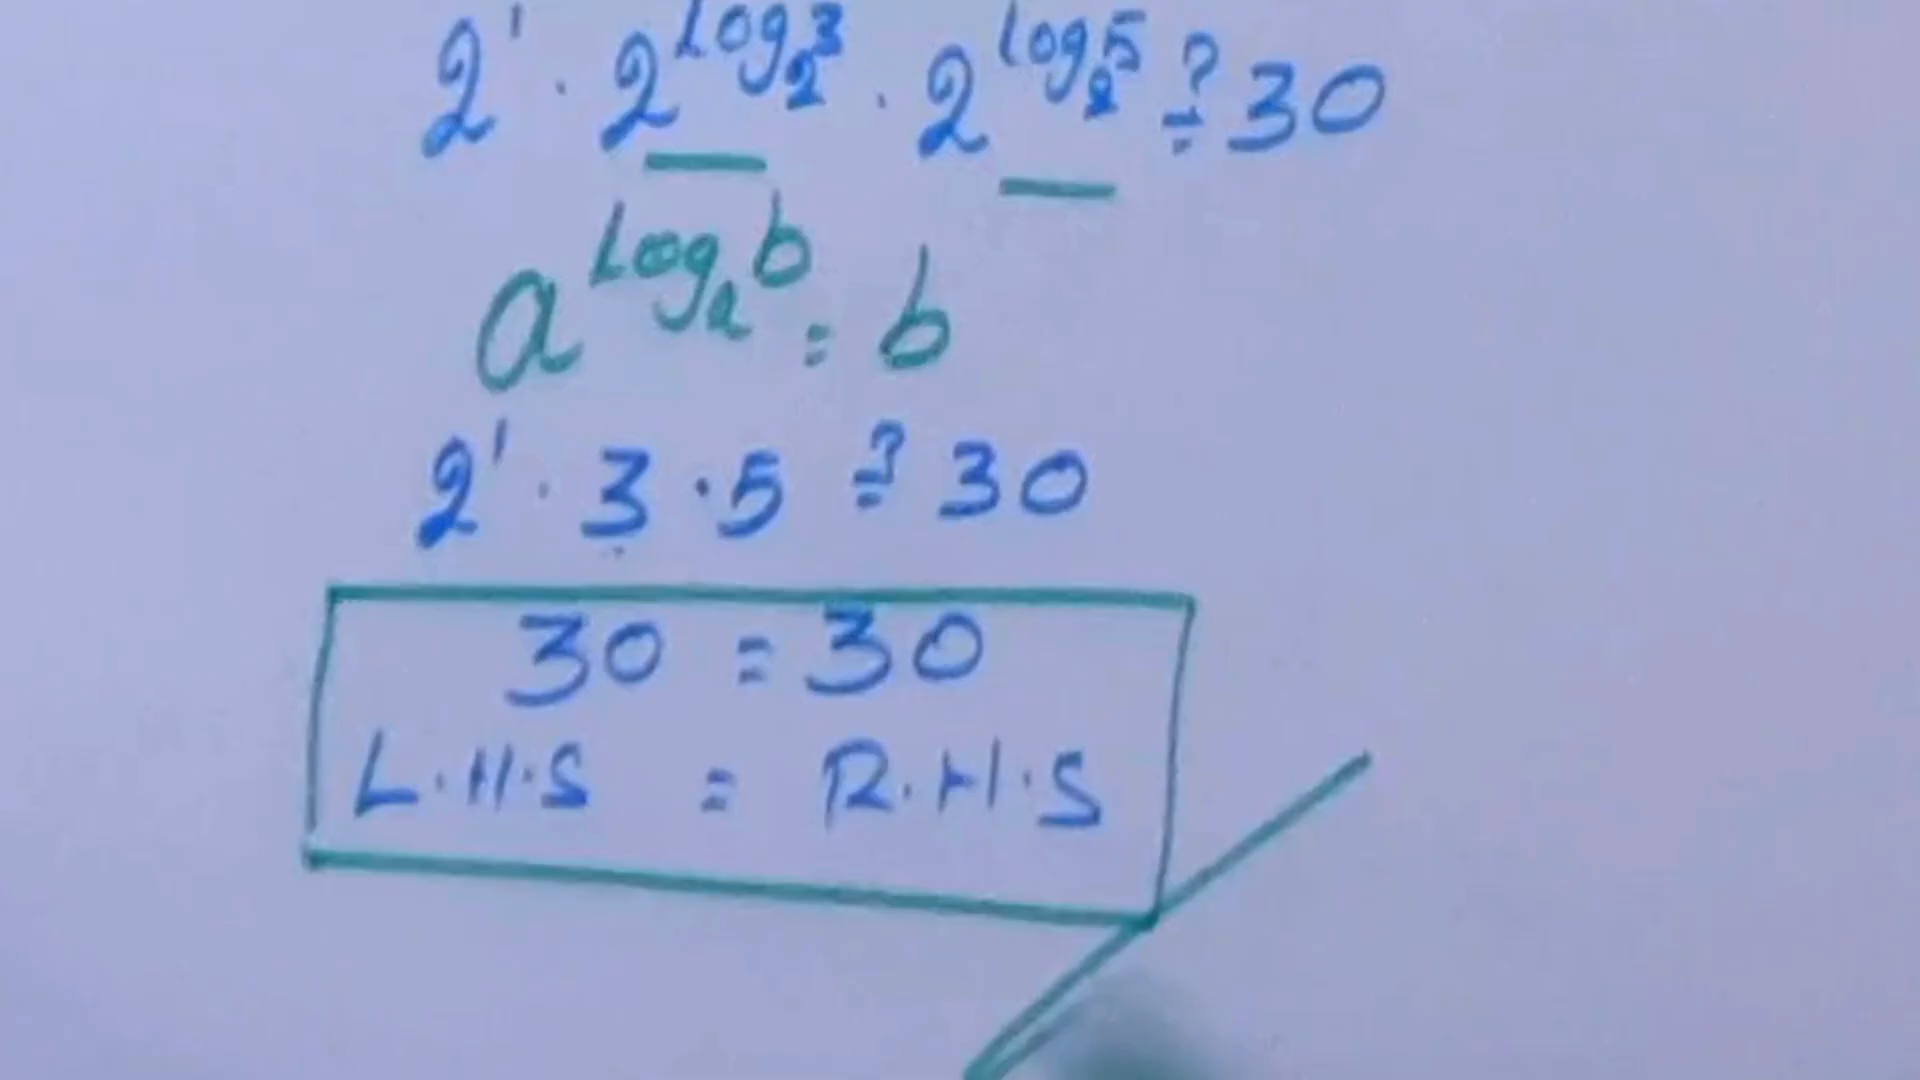 2¹ · 2^log₂3 · 2^log₂5 ≟ 30
a^logₐb = b
2¹ · 3 · 5 ≟ 30
30 = 30
L.H.S = R.H.S